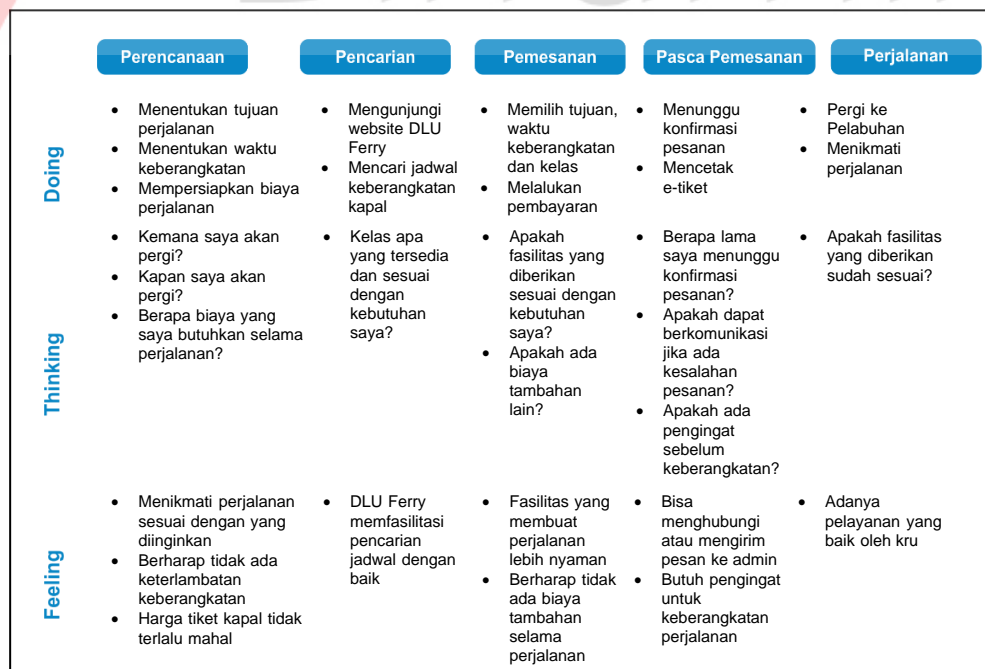 Perencanaan
Pencarian
Pemesanan
Pasca Pemesanan
Perjalanan
Doing
• Menentukan tujuan
perjalanan
• Menentukan waktu
keberangkatan
• Mempersiapkan biaya
perjalanan
• Mengunjungi
website DLU
Ferry
• Mencari jadwal
keberangkatan
kapal
• Memilih tujuan,
waktu
keberangkatan
dan kelas
• Melalukan
pembayaran
• Menunggu
konfirmasi
pesanan
• Mencetak
e-tiket
• Pergi ke
Pelabuhan
• Menikmati
perjalanan
Thinking
• Kemana saya akan
pergi?
• Kapan saya akan
pergi?
• Berapa biaya yang
saya butuhkan selama
perjalanan?
• Kelas apa
yang tersedia
dan sesuai
dengan
kebutuhan
saya?
• Apakah
fasilitas yang
diberikan
sesuai dengan
kebutuhan
saya?
• Apakah ada
biaya
tambahan
lain?
• Berapa lama
saya menunggu
konfirmasi
pesanan?
• Apakah dapat
berkomunikasi
jika ada
kesalahan
pesanan?
• Apakah ada
pengingat
sebelum
keberangkatan?
• Apakah fasilitas
yang diberikan
sudah sesuai?
Feeling
• Menikmati perjalanan
sesuai dengan yang
diinginkan
• Berharap tidak ada
keterlambatan
keberangkatan
• Harga tiket kapal tidak
terlalu mahal
• DLU Ferry
memfasilitasi
pencarian
jadwal dengan
baik
• Fasilitas yang
membuat
perjalanan
lebih nyaman
• Berharap tidak
ada biaya
tambahan
selama
perjalanan
• Bisa
menghubungi
atau mengirim
pesan ke admin
• Butuh pengingat
untuk
keberangkatan
perjalanan
• Adanya
pelayanan yang
baik oleh kru